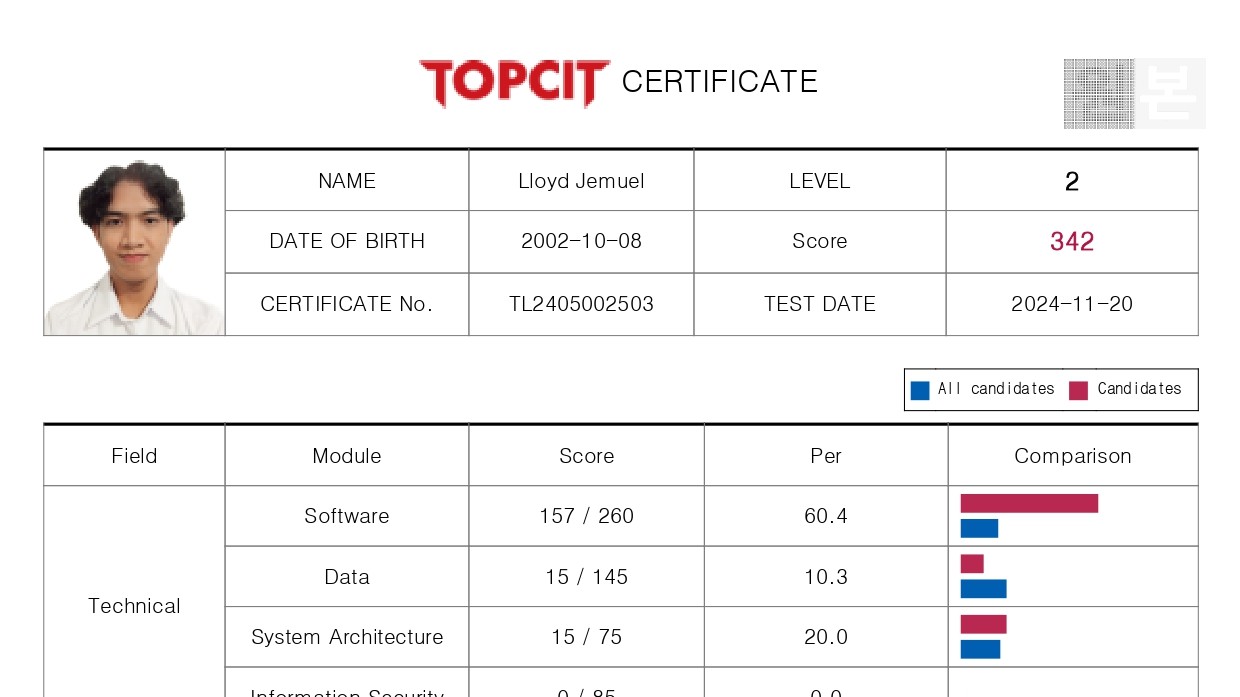 TOPCIT CERTIFICATE
본
NAME Lloyd Jemuel LEVEL 2
DATE OF BIRTH 2002-10-08 Score 342
CERTIFICATE No. TL2405002503 TEST DATE 2024-11-20
All candidates Candidates
Field Module Score Per Comparison
Software 157 / 260 60.4
Data 15 / 145 10.3
Technical
System Architecture 15 / 75 20.0
Information Security 0 / 85 0.0